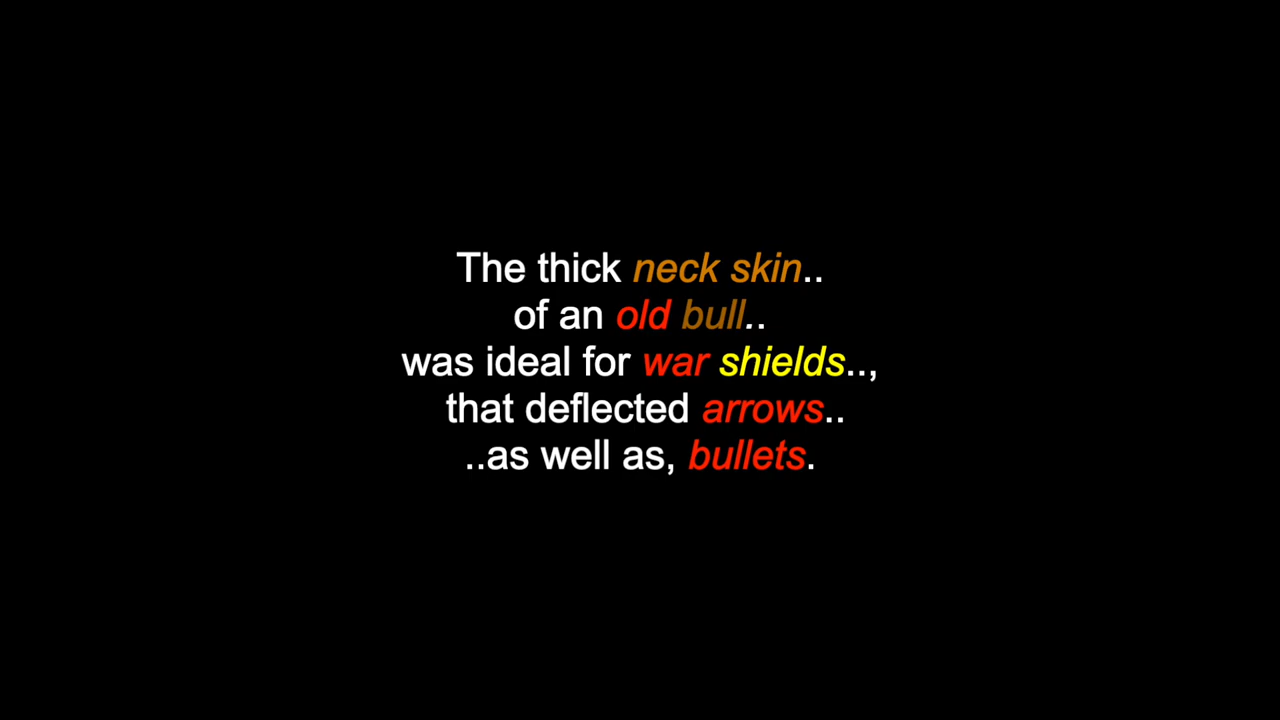 The thick neck skin..
of an old bull..
was ideal for war shields..,
that deflected arrows..
..as well as, bullets.